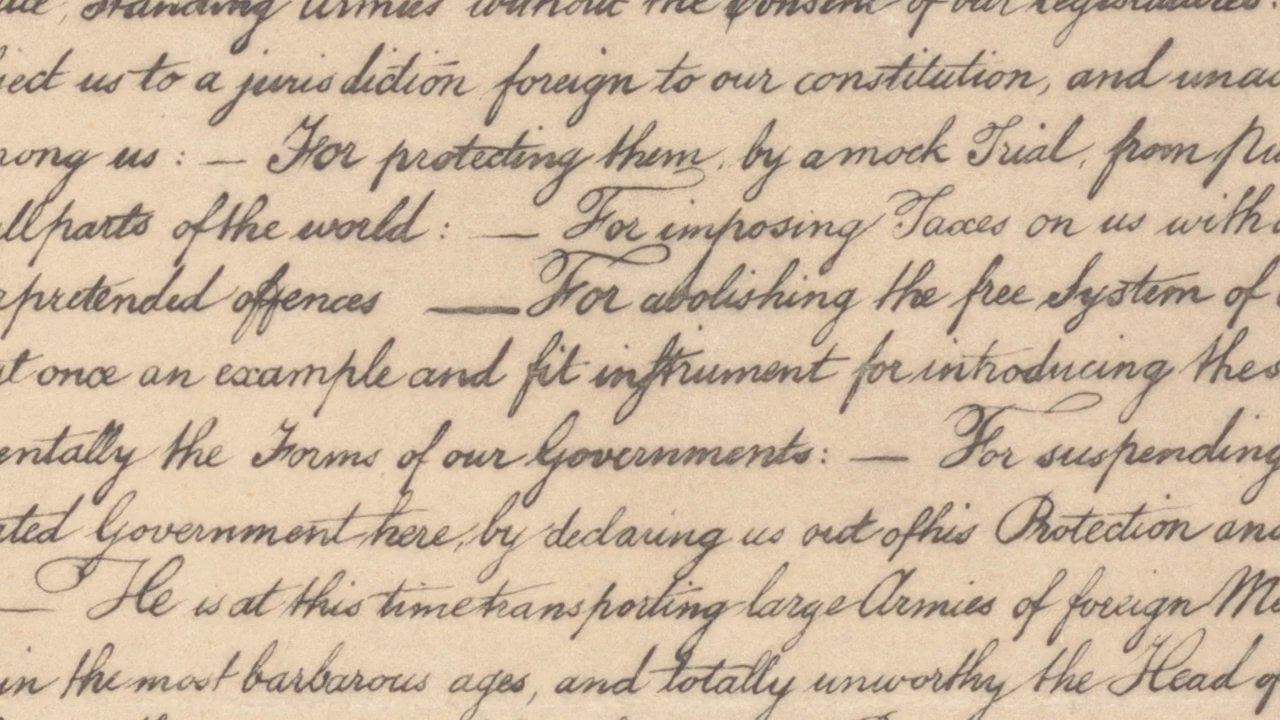 Standing Armies without the Consent of our legislatures.
ject us to a jurisdiction foreign to our constitution, and unac
mong us : — For protecting them, by a mock Trial, from pu
all parts of the world : — For imposing Taxes on us with
pretended offences — For abolishing the free System of
at once an example and fit instrument for introducing the s
entally the Forms of our Governments: — For suspending
ated Government here, by declaring us out of his Protection and
— He is at this time transporting large Armies of foreign Me
in the most barbarous ages, and totally unworthy the Head of